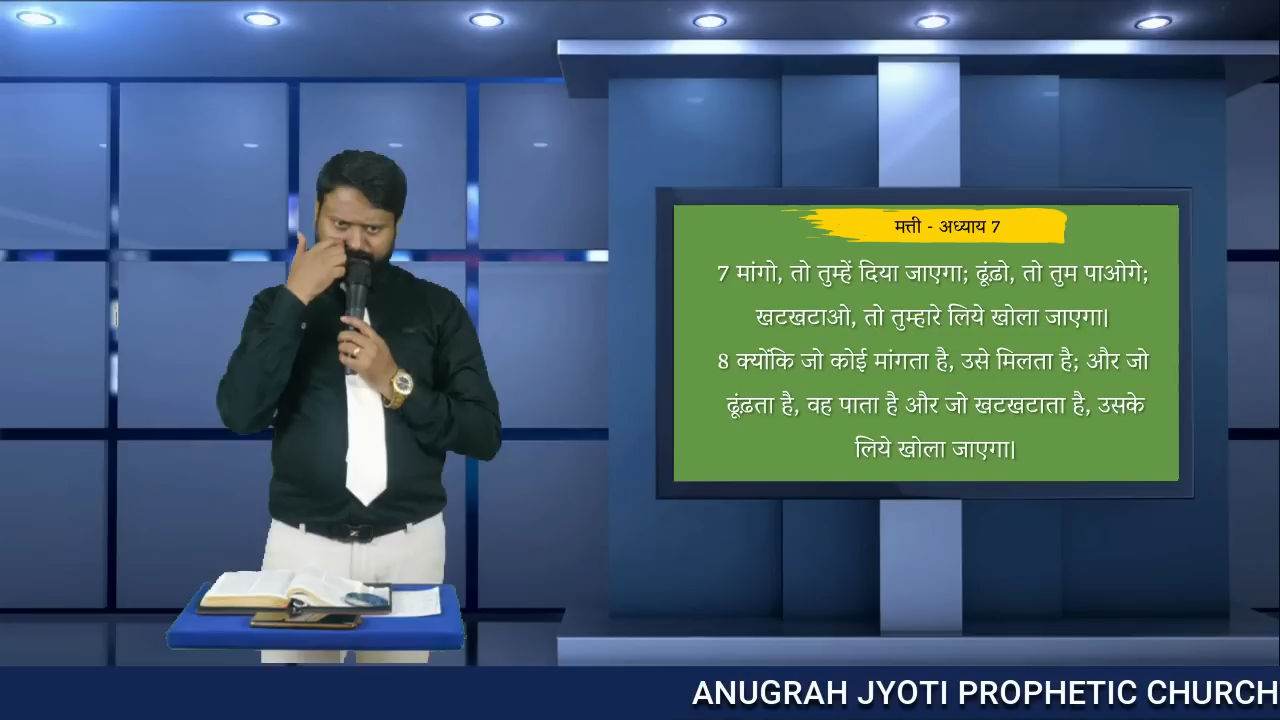 मत्ती - अध्याय 7
7 मांगो, तो तुम्हें दिया जाएगा; ढूंढ़ो, तो तुम पाओगे;
खटखटाओ, तो तुम्हारे लिये खोला जाएगा|
8 क्योंकि जो कोई मांगता है, उसे मिलता है; और जो
ढूंढ़ता है, वह पाता है और जो खटखटाता है, उसके
लिये खोला जाएगा|
ANUGRAH JYOTI PROPHETIC CHURCH